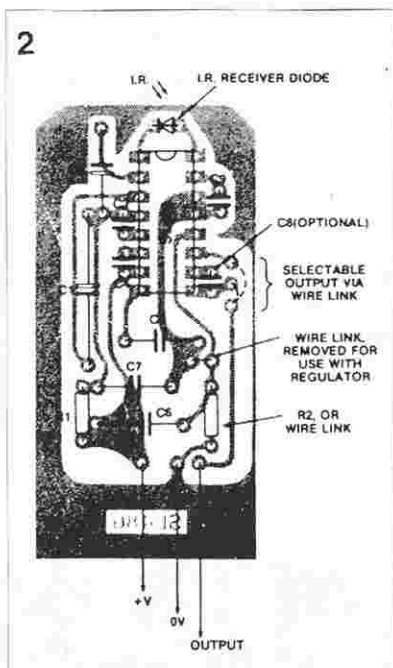 2
I.R.
I.R. RECEIVER DIODE
C8(OPTIONAL)
SELECTABLE
OUTPUT VIA
WIRE LINK
WIRE LINK,
REMOVED FOR
USE WITH
REGULATOR
C7
C6
R2, OR
WIRE LINK
+V
0V
OUTPUT